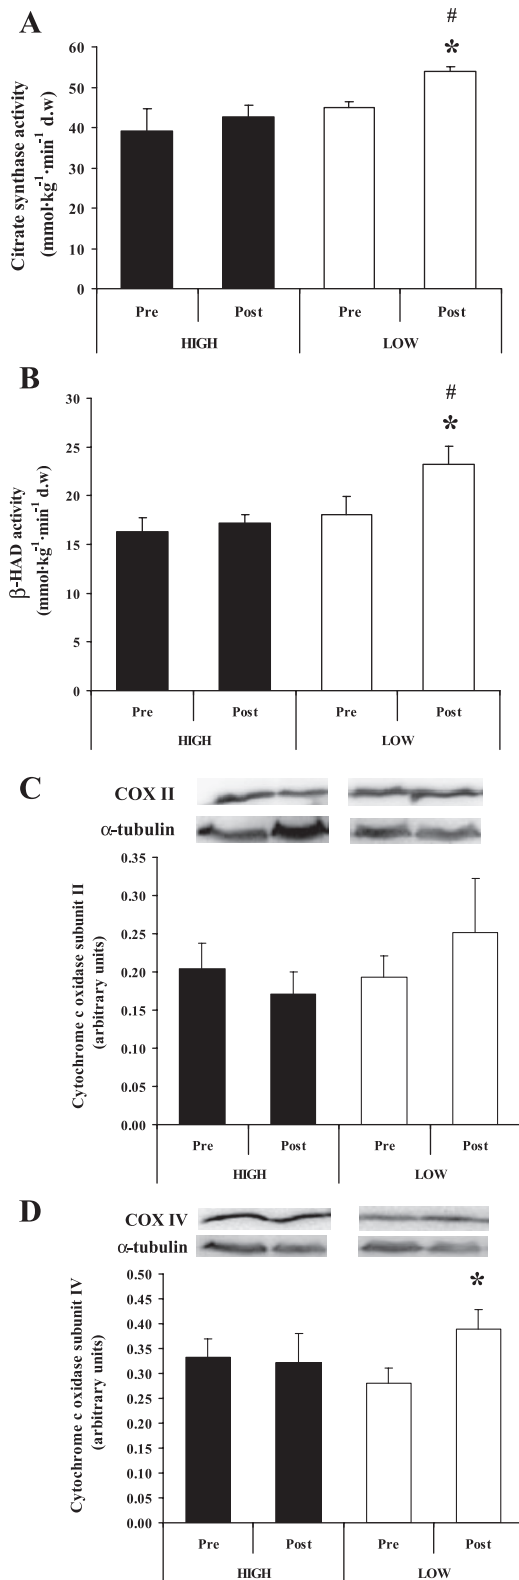 A
#
*
Citrate synthase activity
(mmol·kg-1·min-1 d.w)
60
50
40
30
20
10
0
Pre Post Pre Post
HIGH LOW
B
#
*
β-HAD activity
(mmol·kg-1·min-1 d.w)
30
25
20
15
10
5
0
Pre Post Pre Post
HIGH LOW
C
COX II
α-tubulin
Cytochrome c oxidase subunit II
(arbitrary units)
0.35
0.30
0.25
0.20
0.15
0.10
0.05
0.00
Pre Post Pre Post
HIGH LOW
D
COX IV
α-tubulin
*
Cytochrome c oxidase subunit IV
(arbitrary units)
0.50
0.45
0.40
0.35
0.30
0.25
0.20
0.15
0.10
0.05
0.00
Pre Post Pre Post
HIGH LOW